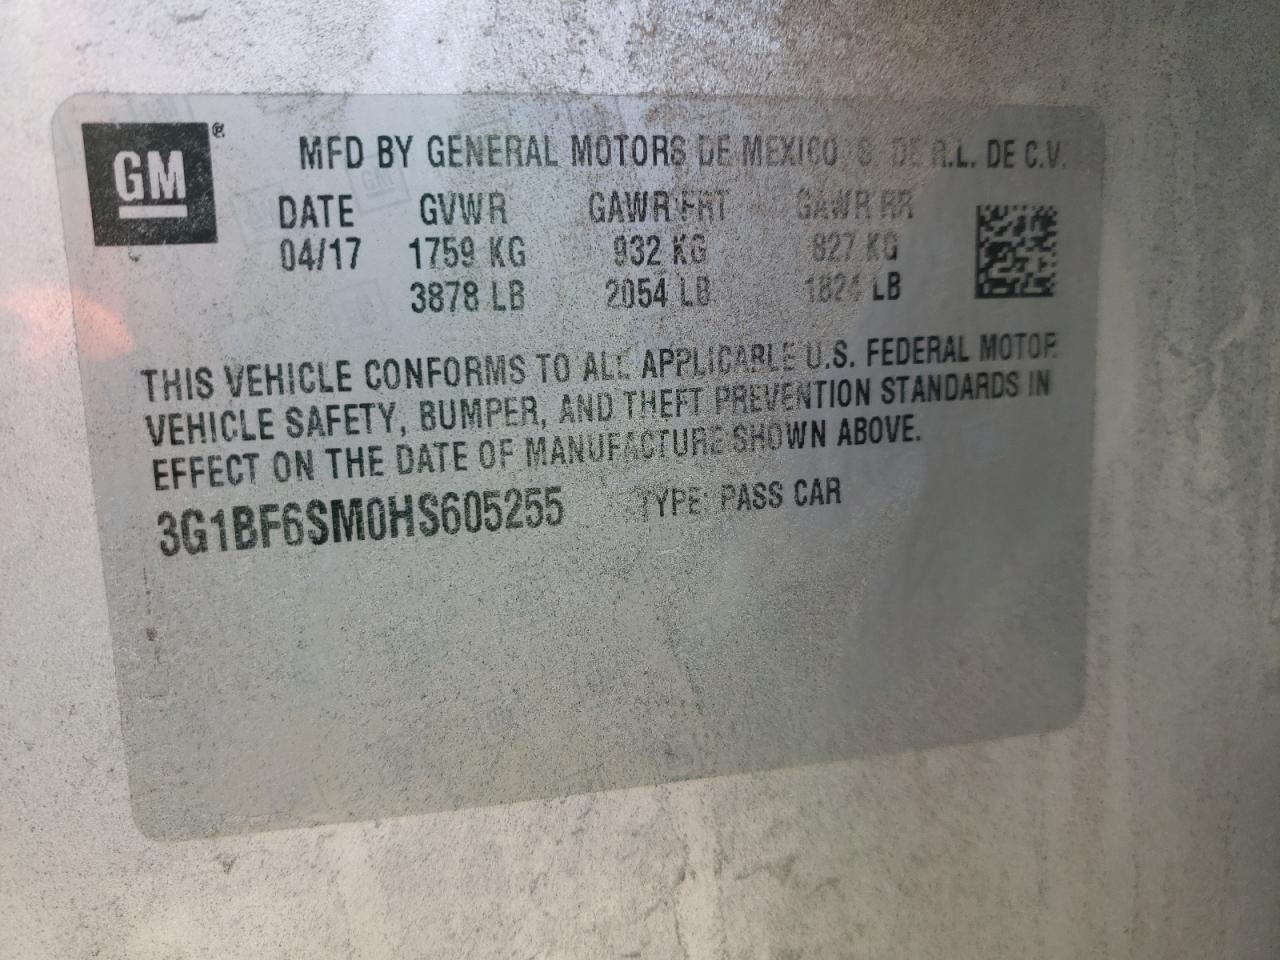 GM ®
MFD BY GENERAL MOTORS DE MEXICO S. DE R.L. DE C.V.
DATE GVWR GAWR FRT GAWR RR
04/17 1759 KG 932 KG 827 KG
3878 LB 2054 LB 1824 LB
THIS VEHICLE CONFORMS TO ALL APPLICABLE U.S. FEDERAL MOTOR
VEHICLE SAFETY, BUMPER, AND THEFT PREVENTION STANDARDS IN
EFFECT ON THE DATE OF MANUFACTURE SHOWN ABOVE.
3G1BF6SM0HS605255 TYPE: PASS CAR